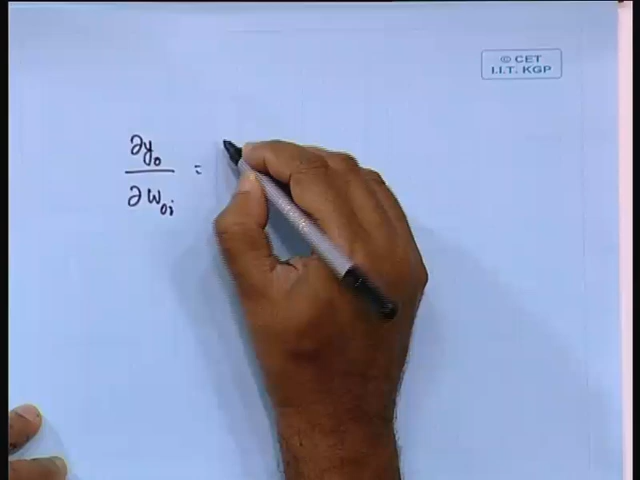 © CET
I.I.T. KGP
∂y₀
∂W₀ᵢ =